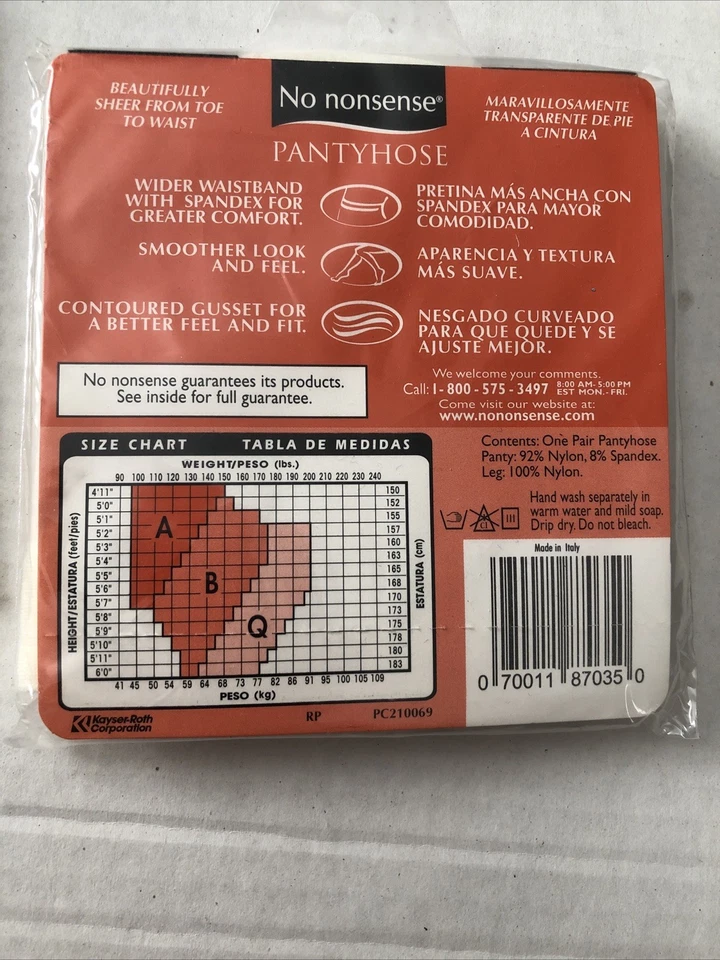 BEAUTIFULLY
SHEER FROM TOE
TO WAIST
No nonsense®
MARAVILLOSAMENTE
TRANSPARENTE DE PIE
A CINTURA
PANTYHOSE
WIDER WAISTBAND
WITH SPANDEX FOR
GREATER COMFORT.
PRETINA MÁS ANCHA CON
SPANDEX PARA MAYOR
COMODIDAD.
SMOOTHER LOOK
AND FEEL.
APARENCIA Y TEXTURA
MÁS SUAVE.
CONTOURED GUSSET FOR
A BETTER FEEL AND FIT.
NESGADO CURVEADO
PARA QUE QUEDE Y SE
AJUSTE MEJOR.
No nonsense guarantees its products.
See inside for full guarantee.
We welcome your comments.
Call: 1-800-575-3497 8:00 AM-5:00 PM
EST MON.-FRI.
Come visit our website at:
www.nononsense.com
SIZE CHART TABLA DE MEDIDAS
WEIGHT/PESO (lbs.)
90 100 110 120 130 140 150 160 170 180 190 200 210 220 230 240
HEIGHT/ESTATURA (feet/pies)
4'11" 150
5'0" 152
5'1" 155
5'2" 157
5'3" 160
5'4" 163
5'5" 165
5'6" 168
5'7" 170
5'8" 173
5'9" 175
5'10" 178
5'11" 180
6'0" 183
A
B
Q
ESTATURA (cm)
41 45 50 54 59 64 68 73 77 82 86 91 95 100 105 109
PESO (kg)
Contents: One Pair Pantyhose
Panty: 92% Nylon, 8% Spandex.
Leg: 100% Nylon.
Hand wash separately in
warm water and mild soap.
Drip dry. Do not bleach.
Cl
Made in Italy
0 70011 87035 0
Kayser-Roth
Corporation
RP
PC210069